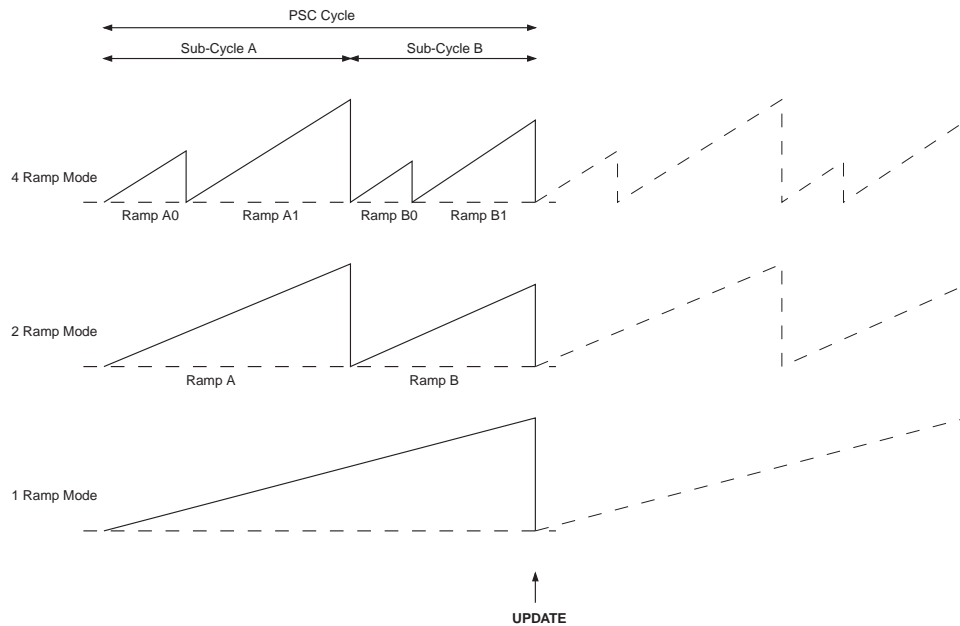 PSC Cycle
Sub-Cycle A
Sub-Cycle B
4 Ramp Mode
Ramp A0
Ramp A1
Ramp B0
Ramp B1
2 Ramp Mode
Ramp A
Ramp B
1 Ramp Mode
UPDATE